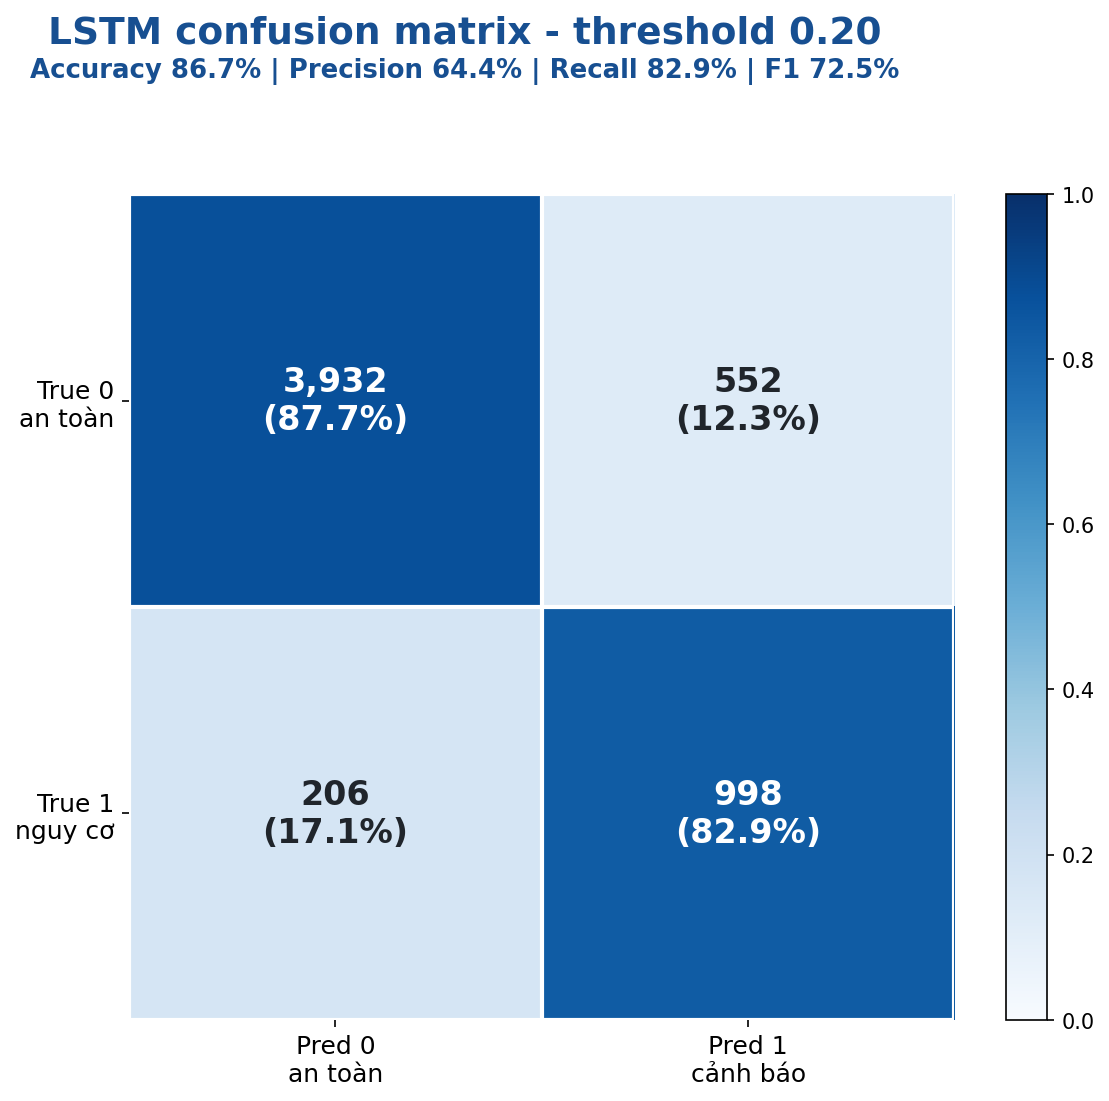 LSTM confusion matrix - threshold 0.20
Accuracy 86.7% | Precision 64.4% | Recall 82.9% | F1 72.5%
True 0
an toàn
3,932
(87.7%)
552
(12.3%)
True 1
nguy cơ
206
(17.1%)
998
(82.9%)
Pred 0
an toàn
Pred 1
cảnh báo
1.0
0.8
0.6
0.4
0.2
0.0